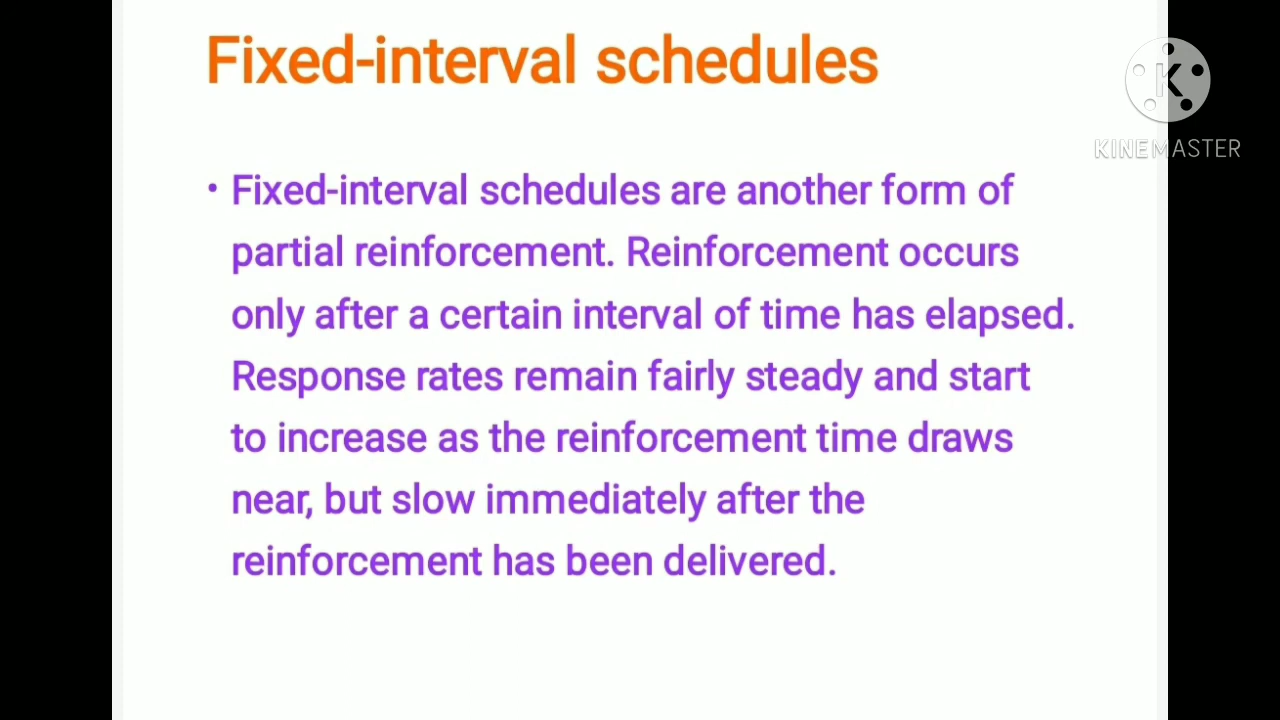 Fixed-interval schedules
K
KINEMASTER
• Fixed-interval schedules are another form of
partial reinforcement. Reinforcement occurs
only after a certain interval of time has elapsed.
Response rates remain fairly steady and start
to increase as the reinforcement time draws
near, but slow immediately after the
reinforcement has been delivered.